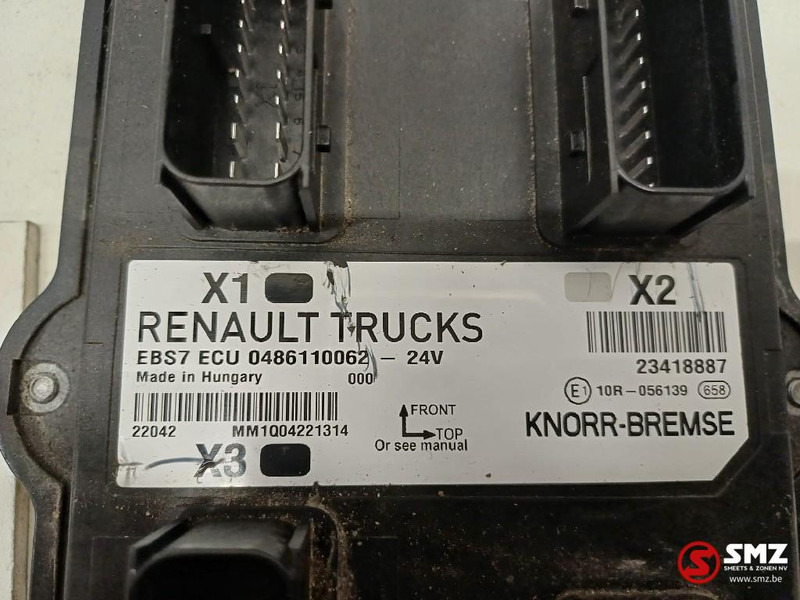 X1
X2
RENAULT TRUCKS
EBS7 ECU 0486110062 - 24V
Made in Hungary
000
23418887
E1 10R-056139 658
22042 MM1Q04221314
FRONT
TOP
Or see manual
KNORR-BREMSE
X3
SMZ
SHEETS & ZONEN NV
www.smz.be